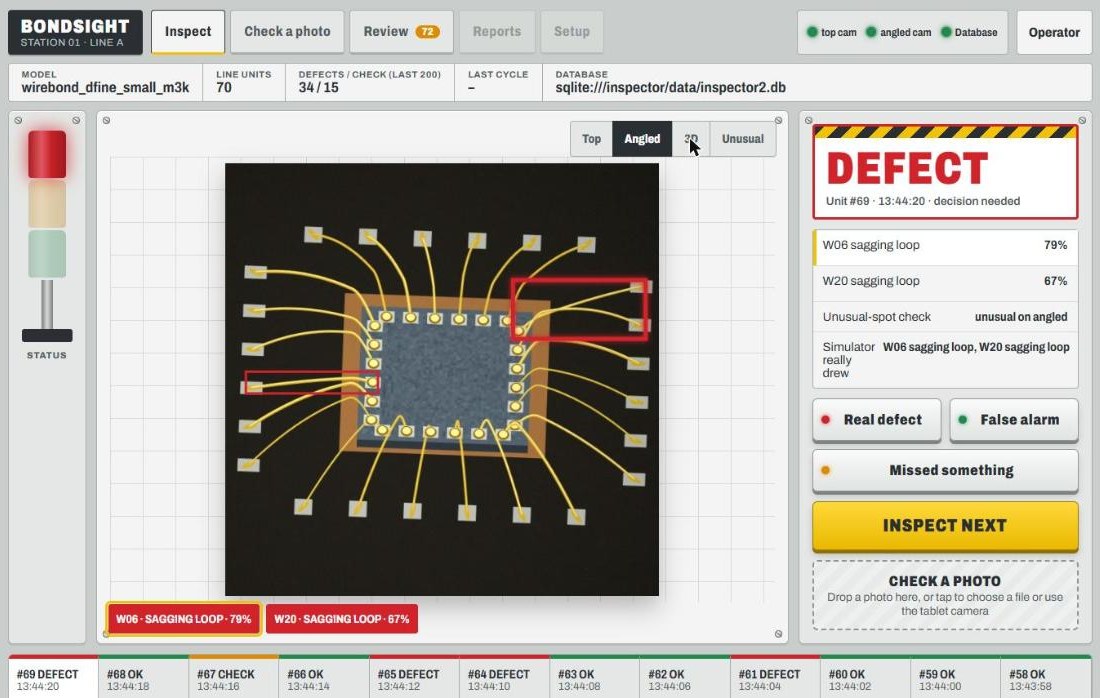 BONDSIGHT
STATION 01 · LINE A
Inspect
Check a photo
Review 72
Reports
Setup
top cam
angled cam
Database
Operator
MODEL
wirebond_dfine_small_m3k
LINE UNITS
70
DEFECTS / CHECK (LAST 200)
34 / 15
LAST CYCLE
–
DATABASE
sqlite:///inspector/data/inspector2.db
STATUS
Top
Angled
Unusual
W06 · SAGGING LOOP · 79%
W20 · SAGGING LOOP · 67%
DEFECT
Unit #69 · 13:44:20 · decision needed
W06 sagging loop 79%
W20 sagging loop 67%
Unusual-spot check unusual on angled
Simulator really drew W06 sagging loop, W20 sagging loop
Real defect
False alarm
Missed something
INSPECT NEXT
CHECK A PHOTO
Drop a photo here, or tap to choose a file or use
the tablet camera
#69 DEFECT
13:44:20
#68 OK
13:44:18
#67 CHECK
13:44:16
#66 OK
13:44:14
#65 DEFECT
13:44:12
#64 DEFECT
13:44:10
#63 OK
13:44:08
#62 OK
13:44:06
#61 DEFECT
13:44:04
#60 OK
13:44:02
#59 OK
13:44:00
#58 OK
13:43:58